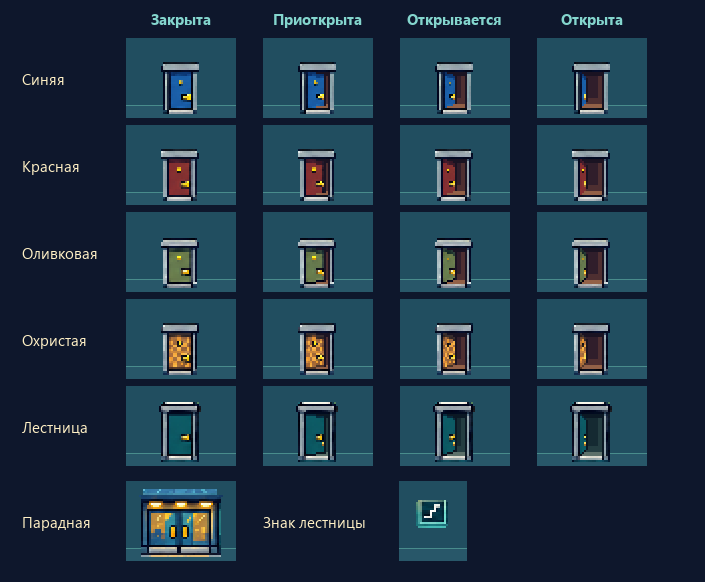 Закрыта Приоткрыта Открывается Открыта
Синяя
Красная
Оливковая
Охристая
Лестница
Парадная Знак лестницы